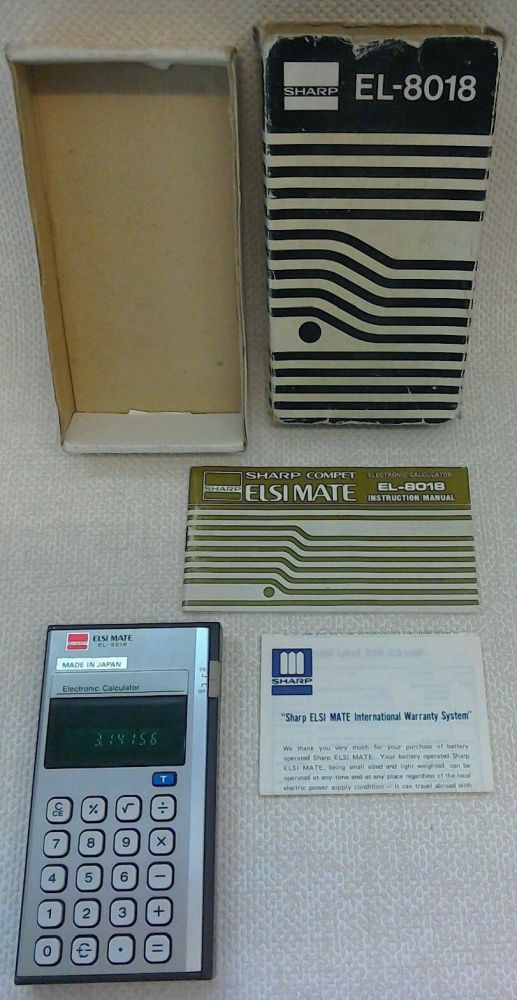 SHARP
EL-8018
SHARP COMPET
ELECTRONIC CALCULATOR
SHARP
ELSI MATE
EL-8018
INSTRUCTION MANUAL
SHARP
"Sharp ELSI MATE International Warranty System"
We thank you very much for your purchase of battery
operated Sharp ELSI MATE. Your battery operated Sharp
ELSI MATE, being small sized and light weighted, can be
operated at any time and at any place regardless of the local
electric power supply condition – It can travel abroad with
SHARP
ELSI MATE
EL-8018
MADE IN JAPAN
ON
OFF
Electronic Calculator
3.14156
T
C CE % √ ÷
7 8 9 ×
4 5 6 −
1 2 3 +
0 • =